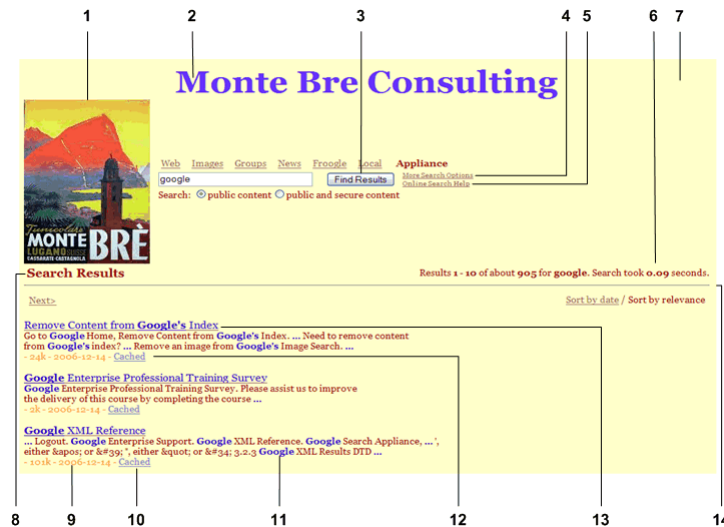 1 2 3 4 5 6 7
Monte Bre Consulting
Web Images Groups News Froogle Local Appliance
google Find Results More Search Options
Online Search Help
Search: public content public and secure content
Funicolare
MONTE BRÈ
LUGANO
CASSARATE-CASTAGNOLA
Search Results Results 1 - 10 of about 905 for google. Search took 0.09 seconds.
Next> Sort by date / Sort by relevance
Remove Content from Google's Index
Go to Google Home, Remove Content from Google's Index. ... Need to remove content
from Google's index? ... Remove an image from Google's Image Search. ...
- 24k - 2006-12-14 - Cached
Google Enterprise Professional Training Survey
Google Enterprise Professional Training Survey. Please assist us to improve
the delivery of this course by completing the course ...
- 2k - 2006-12-14 - Cached
Google XML Reference
... Logout. Google Enterprise Support. Google XML Reference. Google Search Appliance, ... ',
either &apos; or &#39; ", either &quot; or &#34; 3.2.3 Google XML Results DTD ...
- 101k - 2006-12-14 - Cached
8 9 10 11 12 13 14